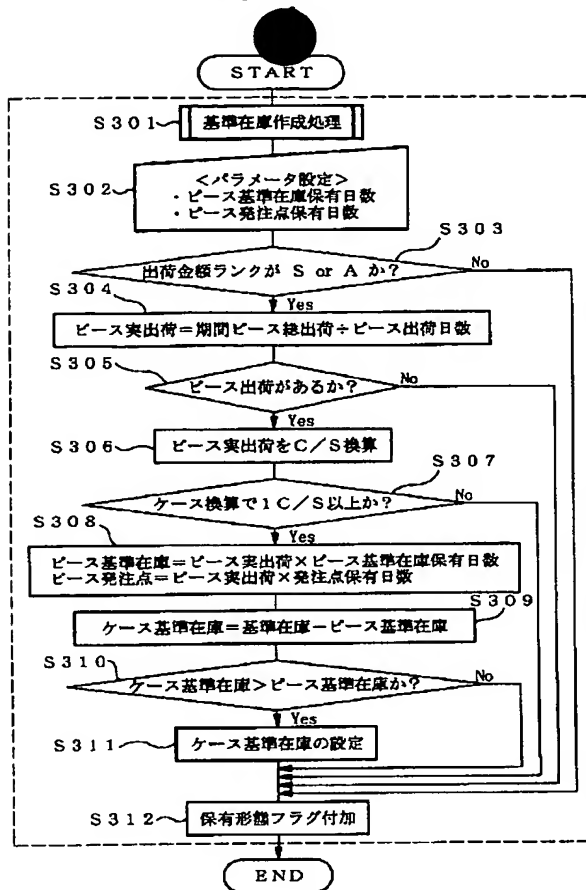 START
S301
基準在庫作成処理
S302
<パラメータ設定>
・ピース基準在庫保有日数
・ピース発注点保有日数
S303
出荷金額ランクが S or A か?
No
S304
Yes
ピース実出荷=期間ピース総出荷÷ピース出荷日数
S305
ピース出荷があるか?
No
Yes
S306
ピース実出荷をC/S換算
S307
ケース換算で1C/S以上か?
No
S308
Yes
ピース基準在庫=ピース実出荷×ピース基準在庫保有日数
ピース発注点=ピース実出荷×発注点保有日数
S309
ケース基準在庫=基準在庫-ピース基準在庫
S310
ケース基準在庫>ピース基準在庫か?
No
Yes
S311
ケース基準在庫の設定
S312
保有形態フラグ付加
END